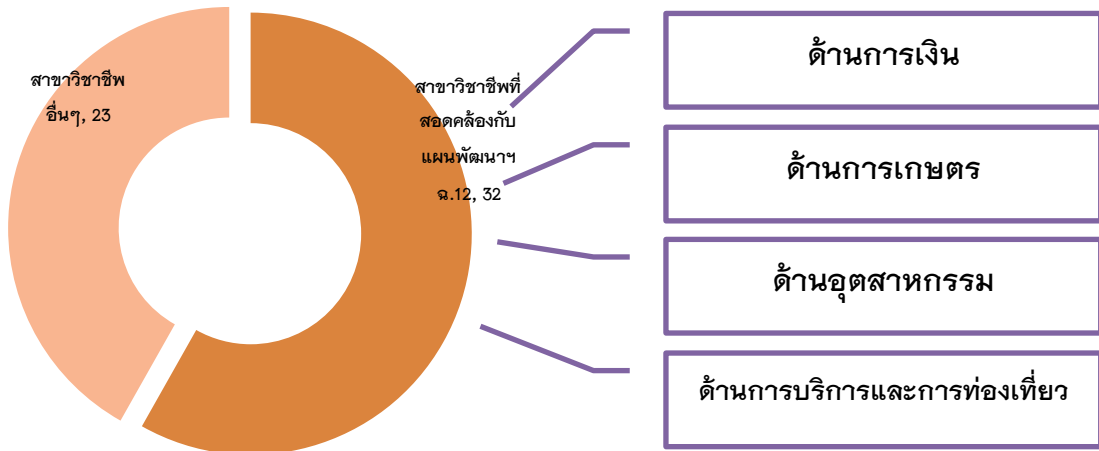 สาขาวิชาชีพ
อื่นๆ, 23
สาขาวิชาชีพที่
สอดคล้องกับ
แผนพัฒนาฯ
ฉ.12, 32
ด้านการเงิน
ด้านการเกษตร
ด้านอุตสาหกรรม
ด้านการบริการและการท่องเที่ยว